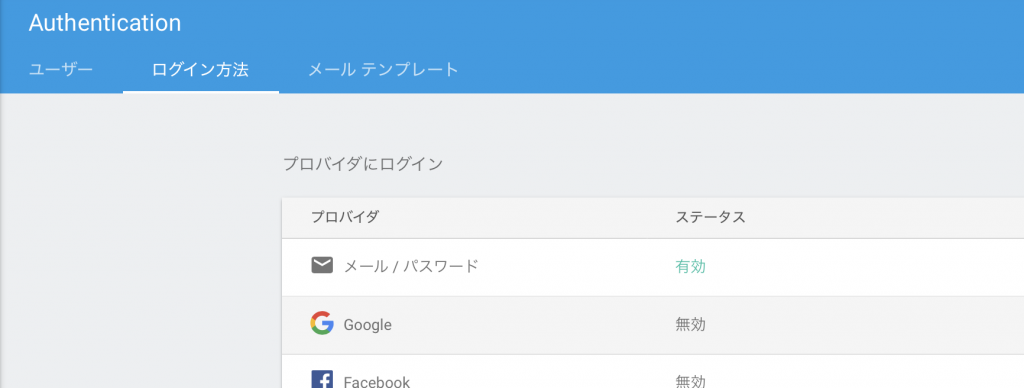 Authentication
ユーザー ログイン方法 メール テンプレート
プロバイダにログイン
プロバイダ ステータス
メール / パスワード 有効
Google 無効
Facebook 無効